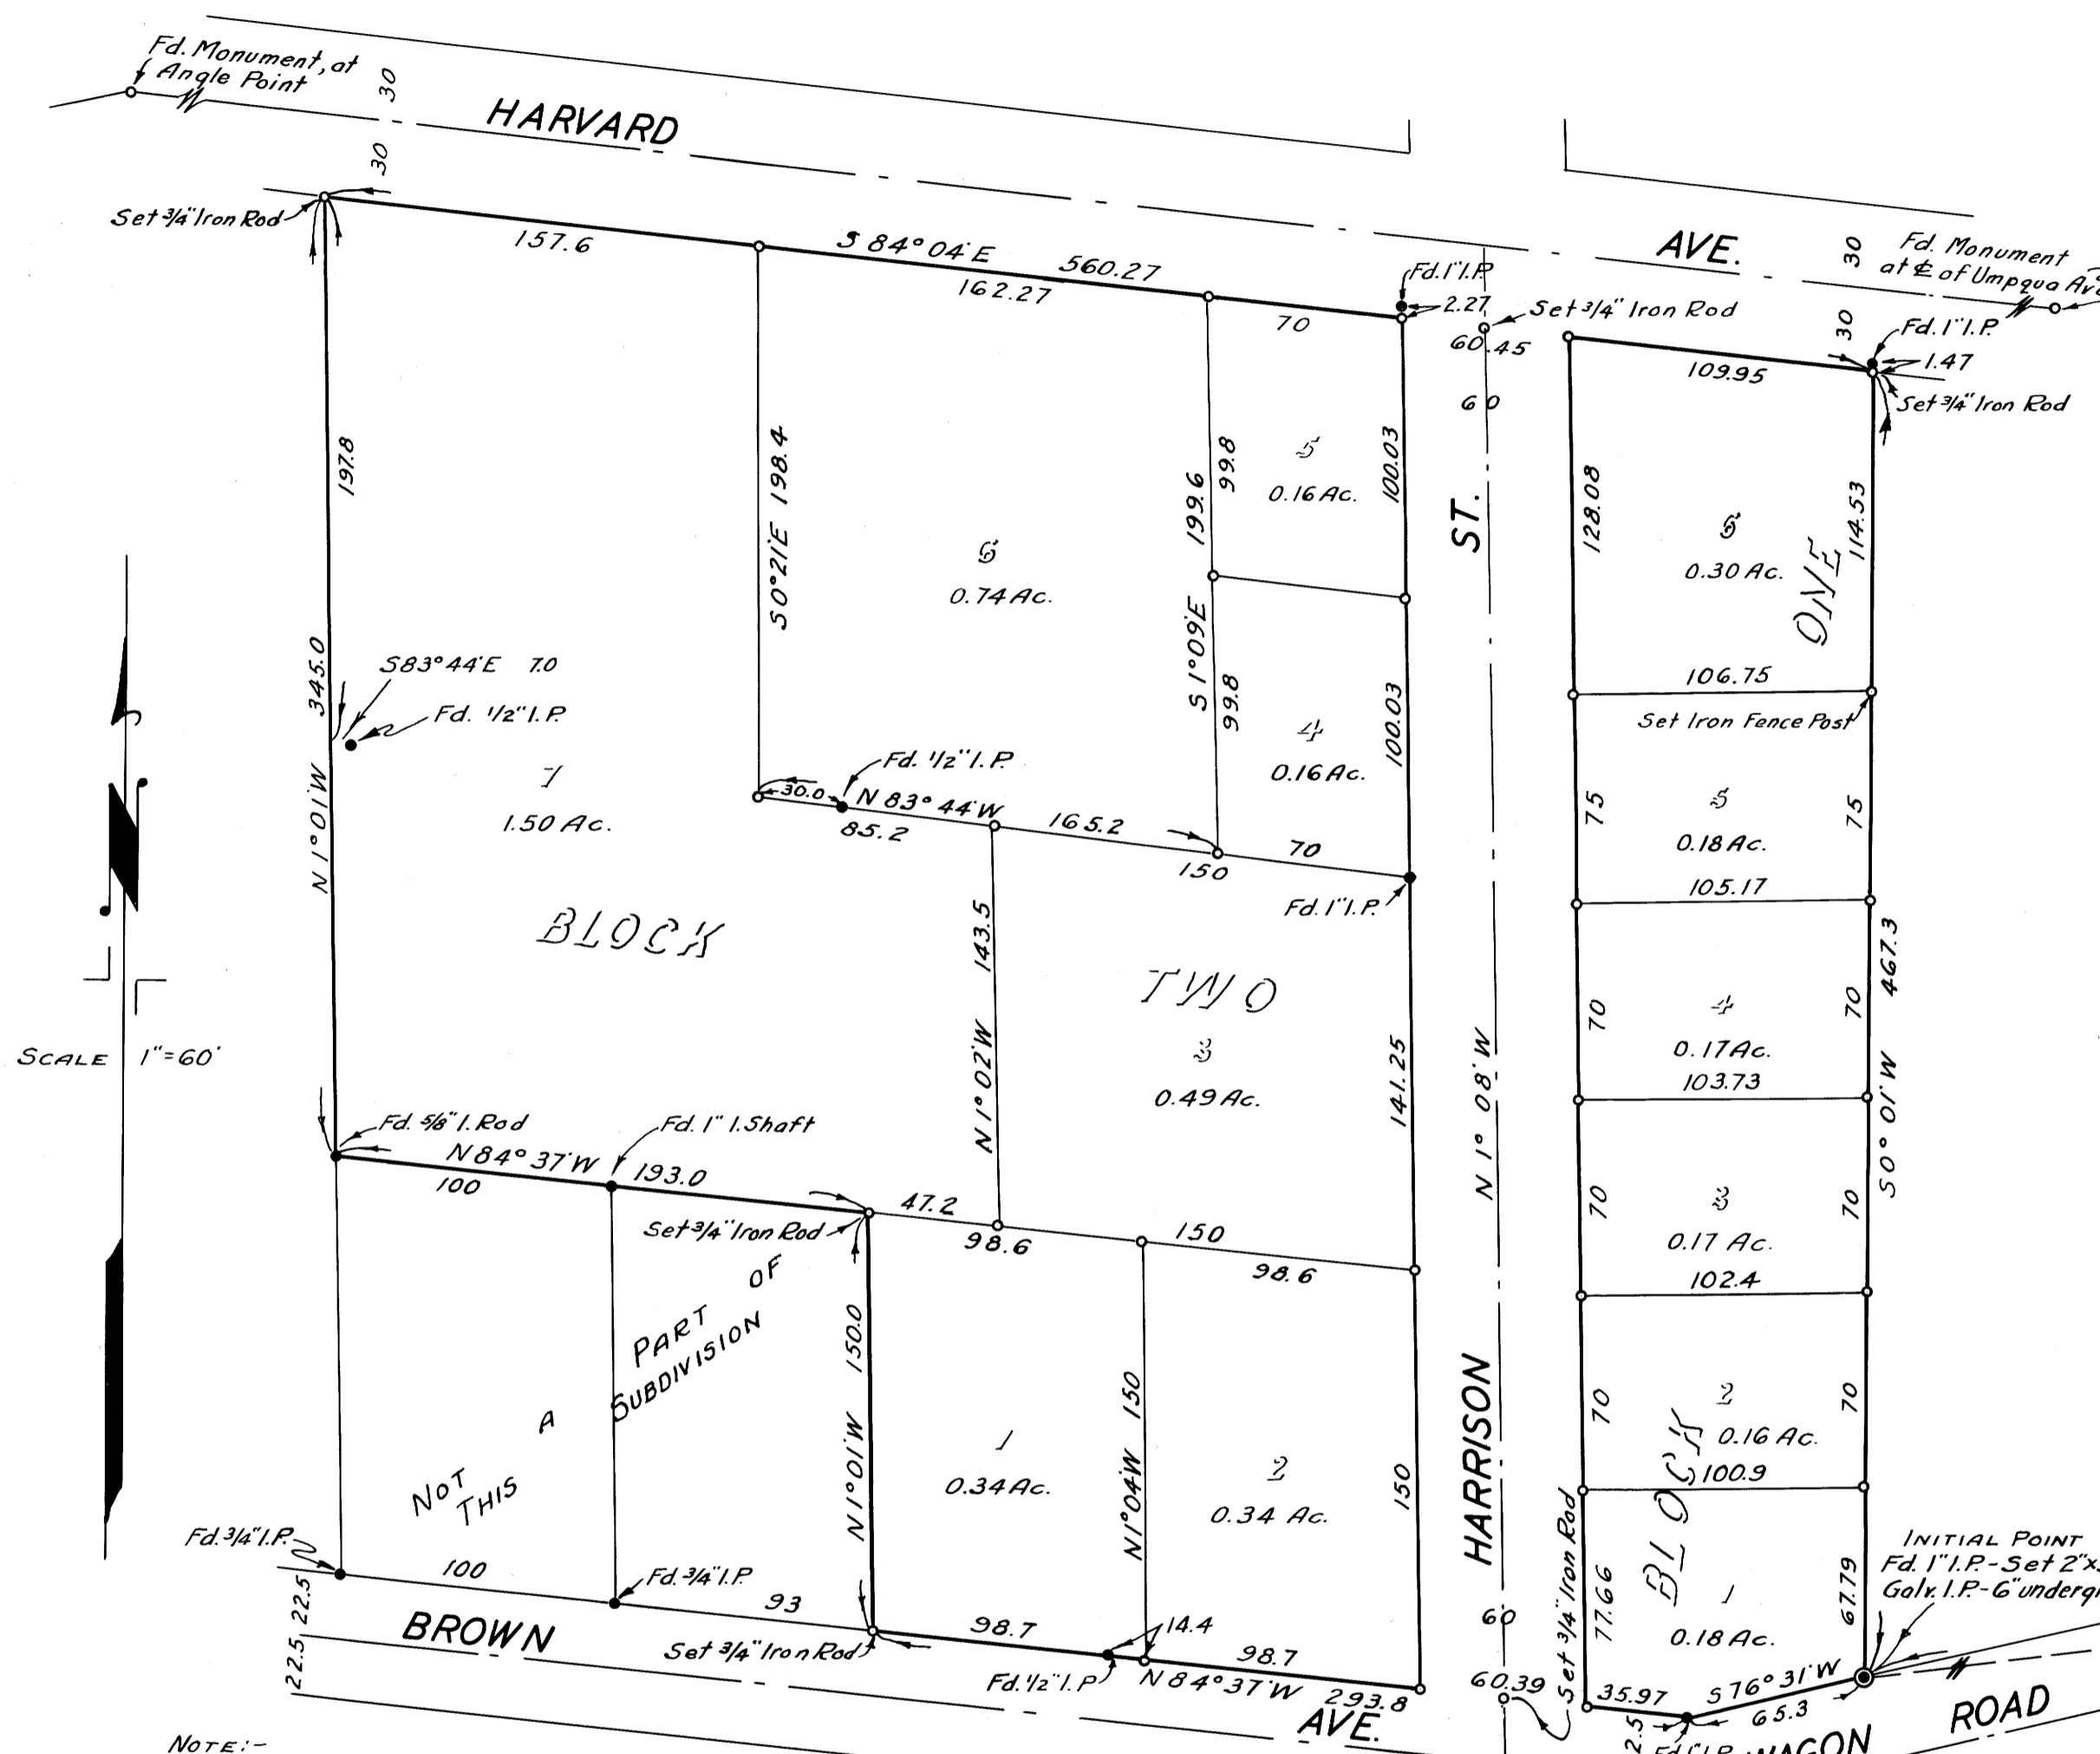 Fd. Monument, at
Angle Point
30
30
HARVARD
AVE.
30
30
Fd. Monument
at ℄ of Umpqua Ave
Set 3/4" Iron Rod
157.6
S 84° 04' E
560.27
162.27
70
Fd. 1" I.P.
2.27
Set 3/4" Iron Rod
60.45
60
Fd. 1" I.P.
1.47
109.95
Set 3/4" Iron Rod
197.8
345.0
N 1° 01' W
S 0° 21' E 198.4
6
0.74 Ac.
S 1° 09' E 199.6
99.8
99.8
5
0.16 Ac.
100.03
4
0.16 Ac.
100.03
ST.
128.08
6
0.30 Ac.
114.53
ONE
106.75
Set Iron Fence Post
S 83° 44' E 7.0
Fd. 1/2" I.P.
7
1.50 Ac.
Fd. 1/2" I.P.
30.0
N 83° 44' W
85.2
165.2
150
70
Fd. 1" I.P.
75
5
0.18 Ac.
75
105.17
BLOCK
TWO
N 1° 02' W 143.5
3
0.49 Ac.
141.25
N 1° 08' W
70
4
0.17 Ac.
70
103.73
S 0° 01' W 467.3
SCALE 1"=60'
Fd. 5/8" I. Rod
Fd. 1" I. Shaft
N 84° 37' W
193.0
100
47.2
Set 3/4" Iron Rod
98.6
150
98.6
70
3
0.17 Ac.
70
102.4
NOT
A
PART
OF
THIS
SUBDIVISION
N 1° 01' W 150.0
1
0.34 Ac.
N 1° 04' W 150
2
0.34 Ac.
150
HARRISON
70
2
0.16 Ac.
70
100.9
BLOCK
Set 3/4" Iron Rod
77.66
1
0.18 Ac.
67.79
INITIAL POINT
Fd. 1" I.P. - Set 2" x
Galv. I.P. - 6" undergr
Fd. 3/4" I.P.
100
Fd. 3/4" I.P.
93
22.5 22.5
BROWN
AVE.
Set 3/4" Iron Rod
98.7
14.4
98.7
Fd. 1/2" I.P.
N 84° 37' W
293.8
60
60.39
35.97
S 76° 31' W
65.3
2.5
Fd. 1" I.P.
WAGON
ROAD
NOTE:-